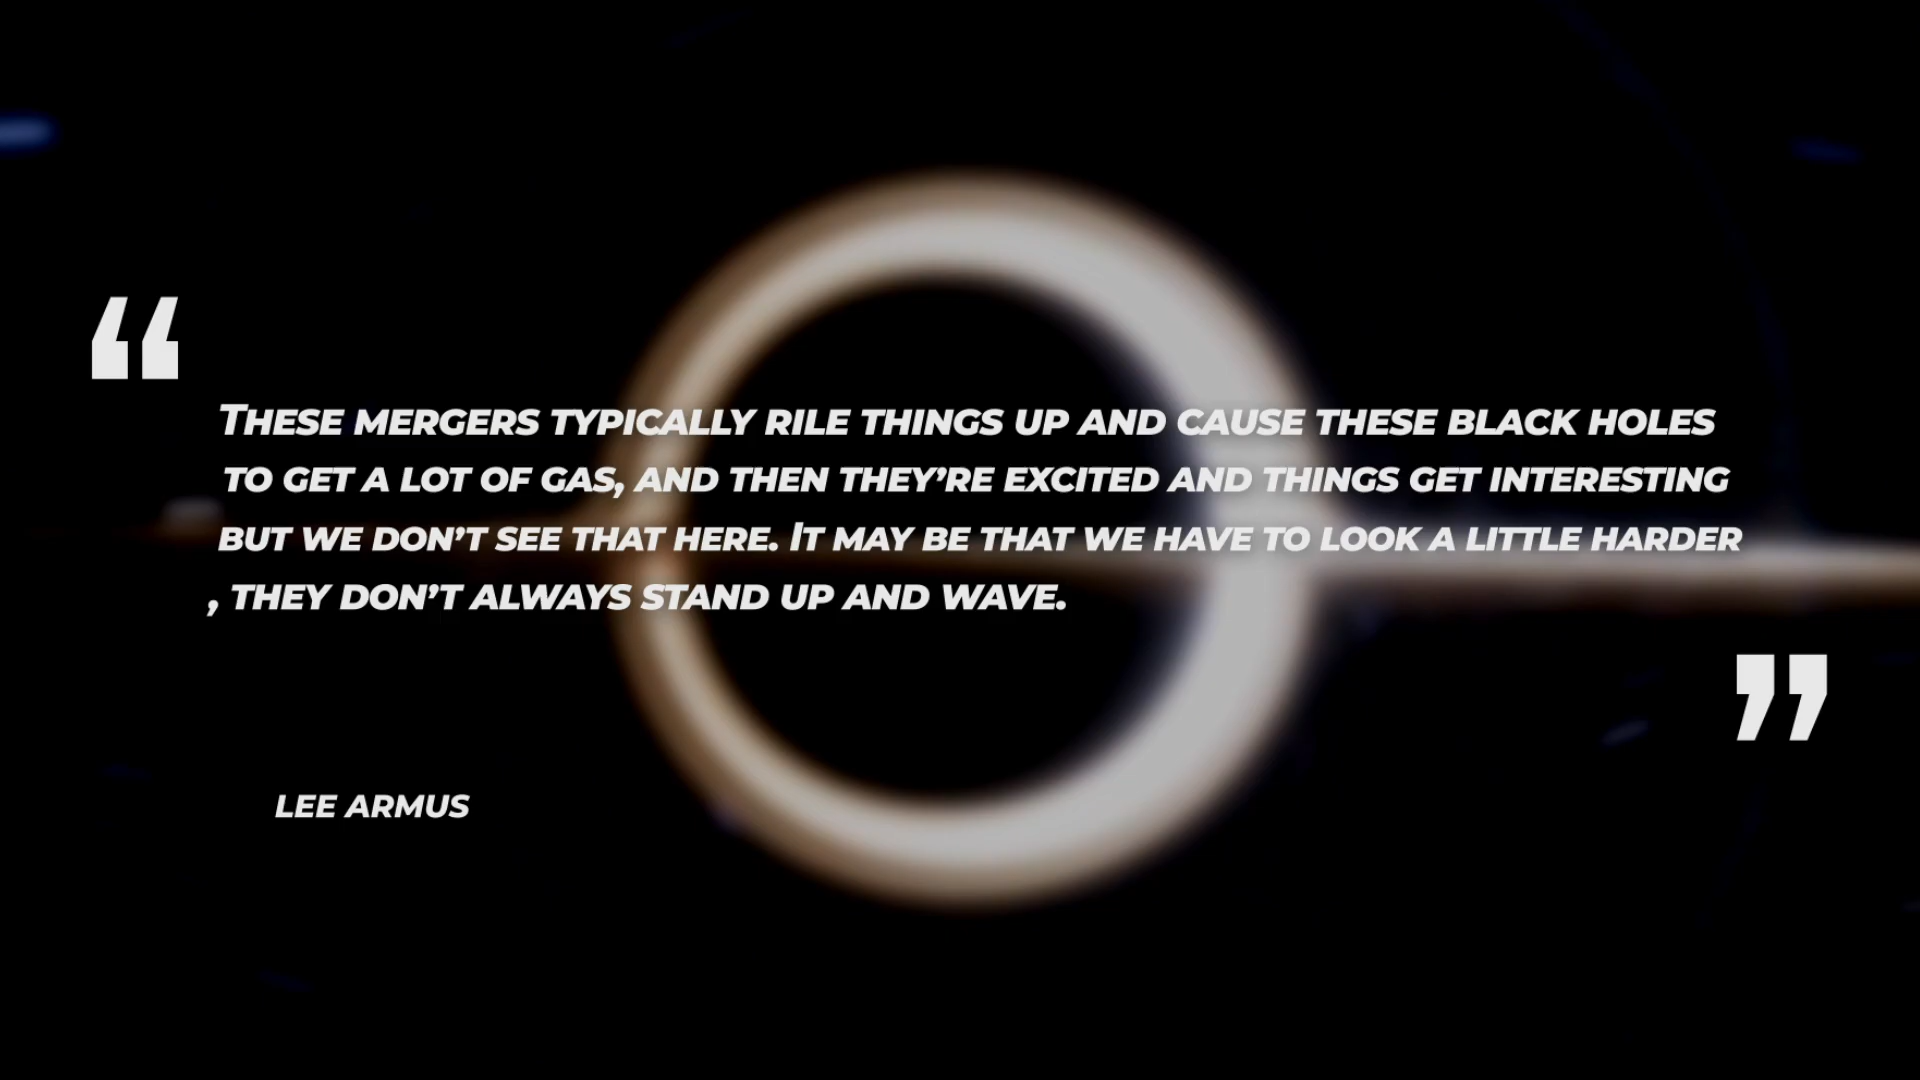 “
These mergers typically rile things up and cause these black holes
to get a lot of gas, and then they’re excited and things get interesting
but we don’t see that here. It may be that we have to look a little harder
, they don’t always stand up and wave.
”
LEE ARMUS